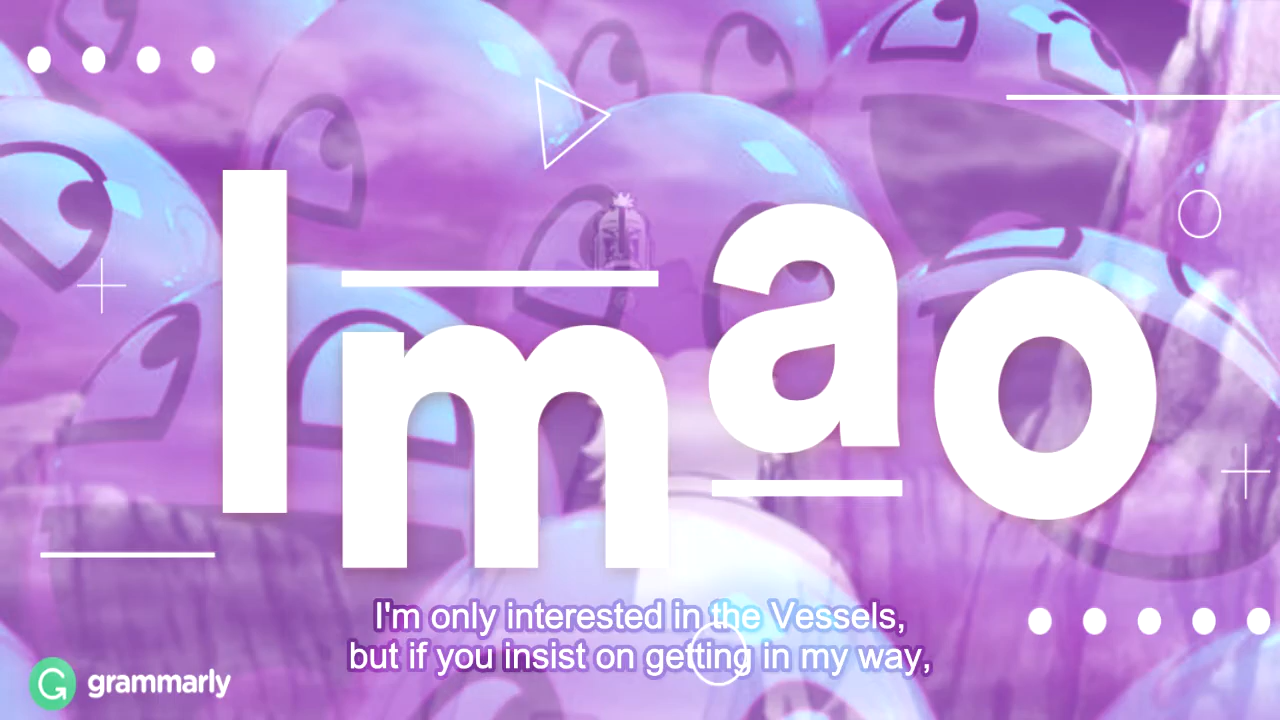 lmao
I'm only interested in the Vessels,
but if you insist on getting in my way,
grammarly